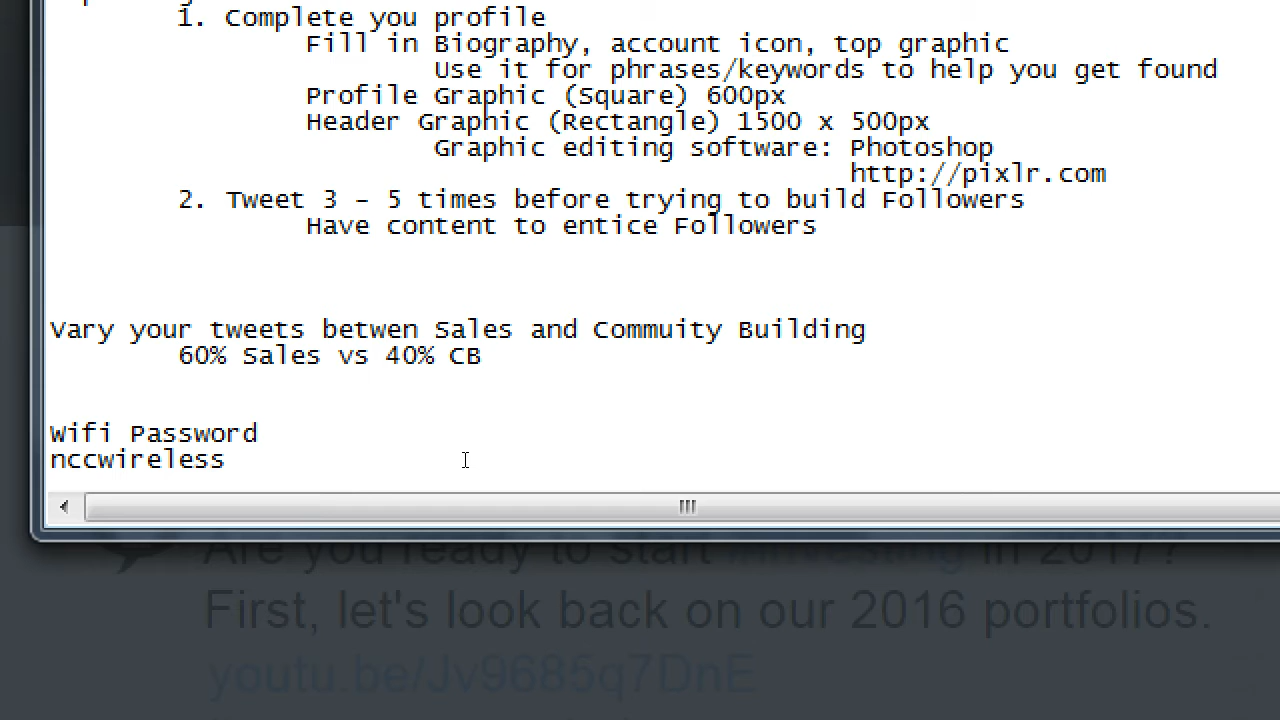 1. Complete you profile
Fill in Biography, account icon, top graphic
Use it for phrases/keywords to help you get found
Profile Graphic (Square) 600px
Header Graphic (Rectangle) 1500 x 500px
Graphic editing software: Photoshop
http://pixlr.com
2. Tweet 3 - 5 times before trying to build Followers
Have content to entice Followers
Vary your tweets betwen Sales and Commuity Building
60% Sales vs 40% CB
Wifi Password
nccwireless
Are you ready to start #investing in 2017?
First, let's look back on our 2016 portfolios.
youtu.be/Jv9685q7DnE